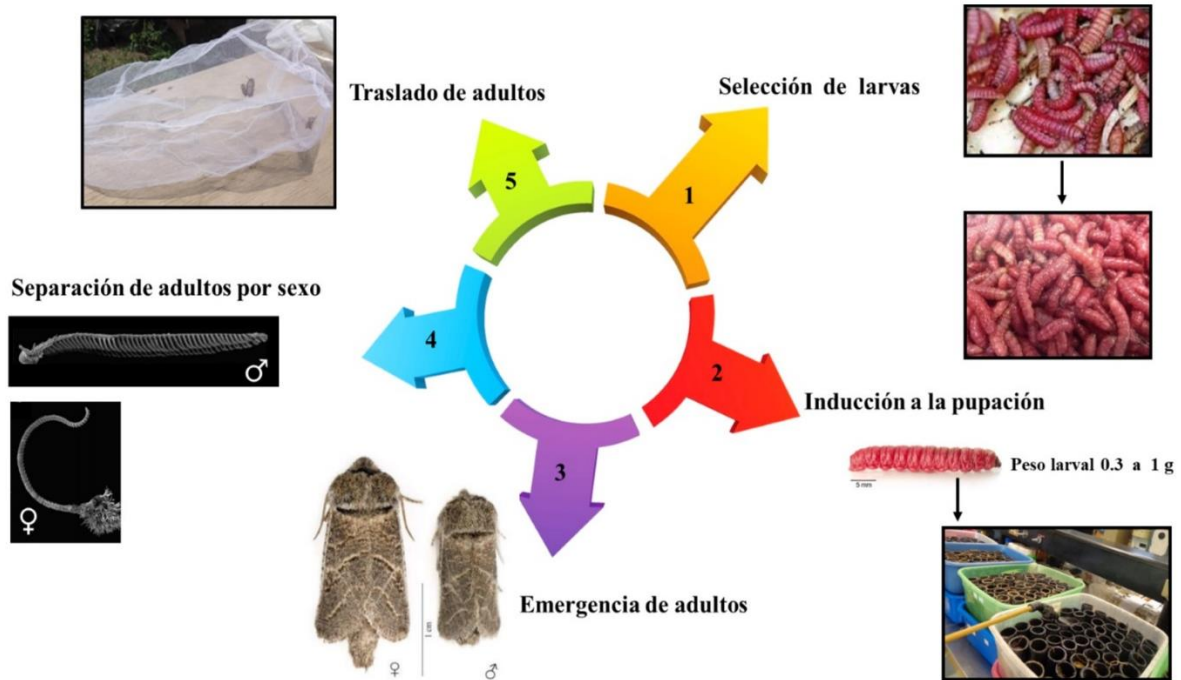 Selección de larvas
1
Inducción a la pupación
2
Peso larval 0.3 a 1 g
5 mm
Emergencia de adultos
3
1 cm
♀
♂
Separación de adultos por sexo
4
♂
♀
Traslado de adultos
5